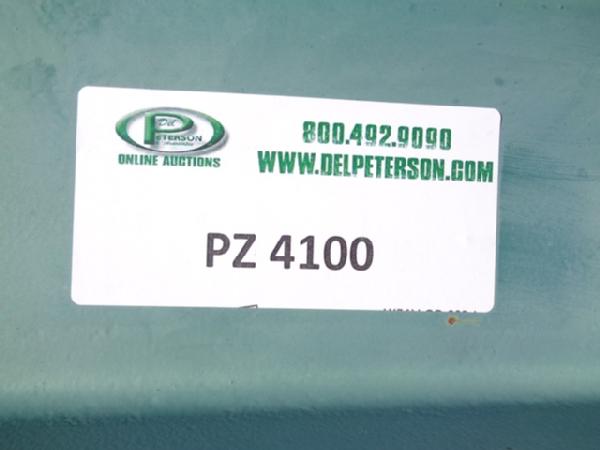 Del
PETERSON
ONLINE AUCTIONS
800.492.9090
WWW.DELPETERSON.COM
PZ 4100